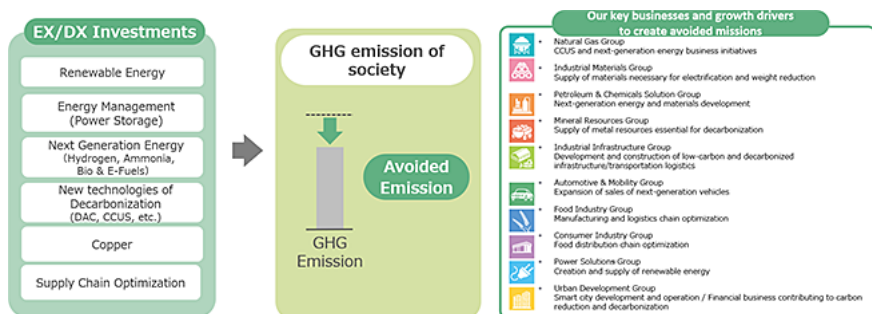 EX/DX Investments
Renewable Energy
Energy Management
(Power Storage)
Next Generation Energy
(Hydrogen, Ammonia,
Bio & E-Fuels)
New technologies of
Decarbonization
(DAC, CCUS, etc.)
Copper
Supply Chain Optimization
GHG emission of
society
Avoided
Emission
GHG
Emission
Our key businesses and growth drivers
to create avoided missions
• Natural Gas Group
CCUS and next-generation energy business initiatives
• Industrial Materials Group
Supply of materials necessary for electrification and weight reduction
• Petroleum & Chemicals Solution Group
Next-generation energy and materials development
• Mineral Resources Group
Supply of metal resources essential for decarbonization
• Industrial Infrastructure Group
Development and construction of low-carbon and decarbonized
infrastructure/transportation logistics
• Automotive & Mobility Group
Expansion of sales of next-generation vehicles
• Food Industry Group
Manufacturing and logistics chain optimization
• Consumer Industry Group
Food distribution chain optimization
• Power Solutions Group
Creation and supply of renewable energy
• Urban Development Group
Smart city development and operation / Financial business contributing to carbon
reduction and decarbonization